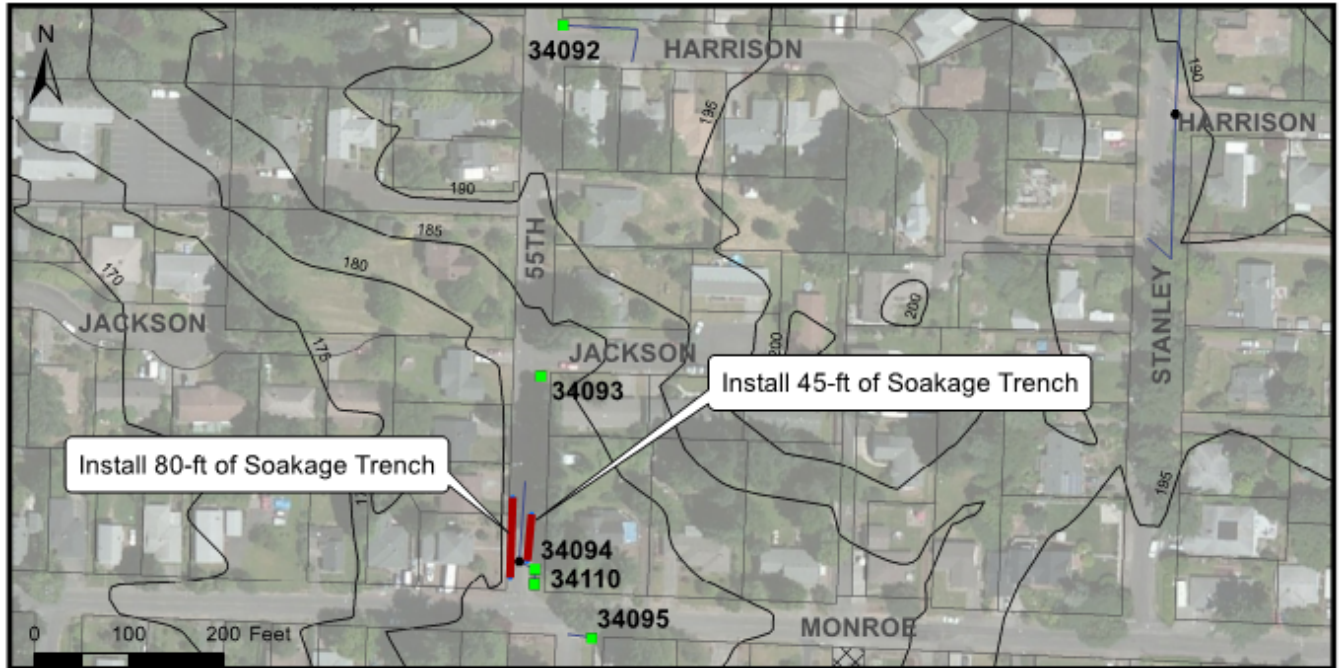 N
34092
HARRISON
195
190
HARRISON
190
55TH
185
180
170
200
STANLEY
JACKSON
175
JACKSON
200
34093
Install 45-ft of Soakage Trench
Install 80-ft of Soakage Trench
195
34094
34110
34095
MONROE
0 100 200 Feet